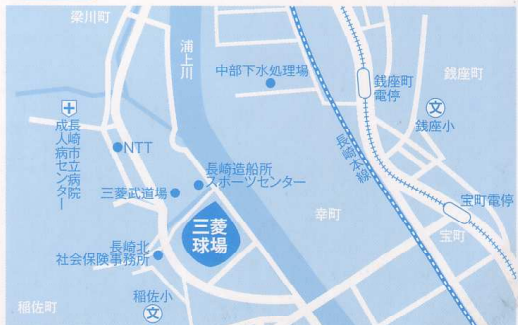 梁川町
浦上川
中部下水処理場
銭座町
電停
銭座町
文
銭座小
長崎市立病院
成人病センター
NTT
長崎造船所
スポーツセンター
長崎本線
三菱武道場
三菱
球場
幸町
宝町電停
宝町
長崎北
社会保険事務所
稲佐小
文
稲佐町